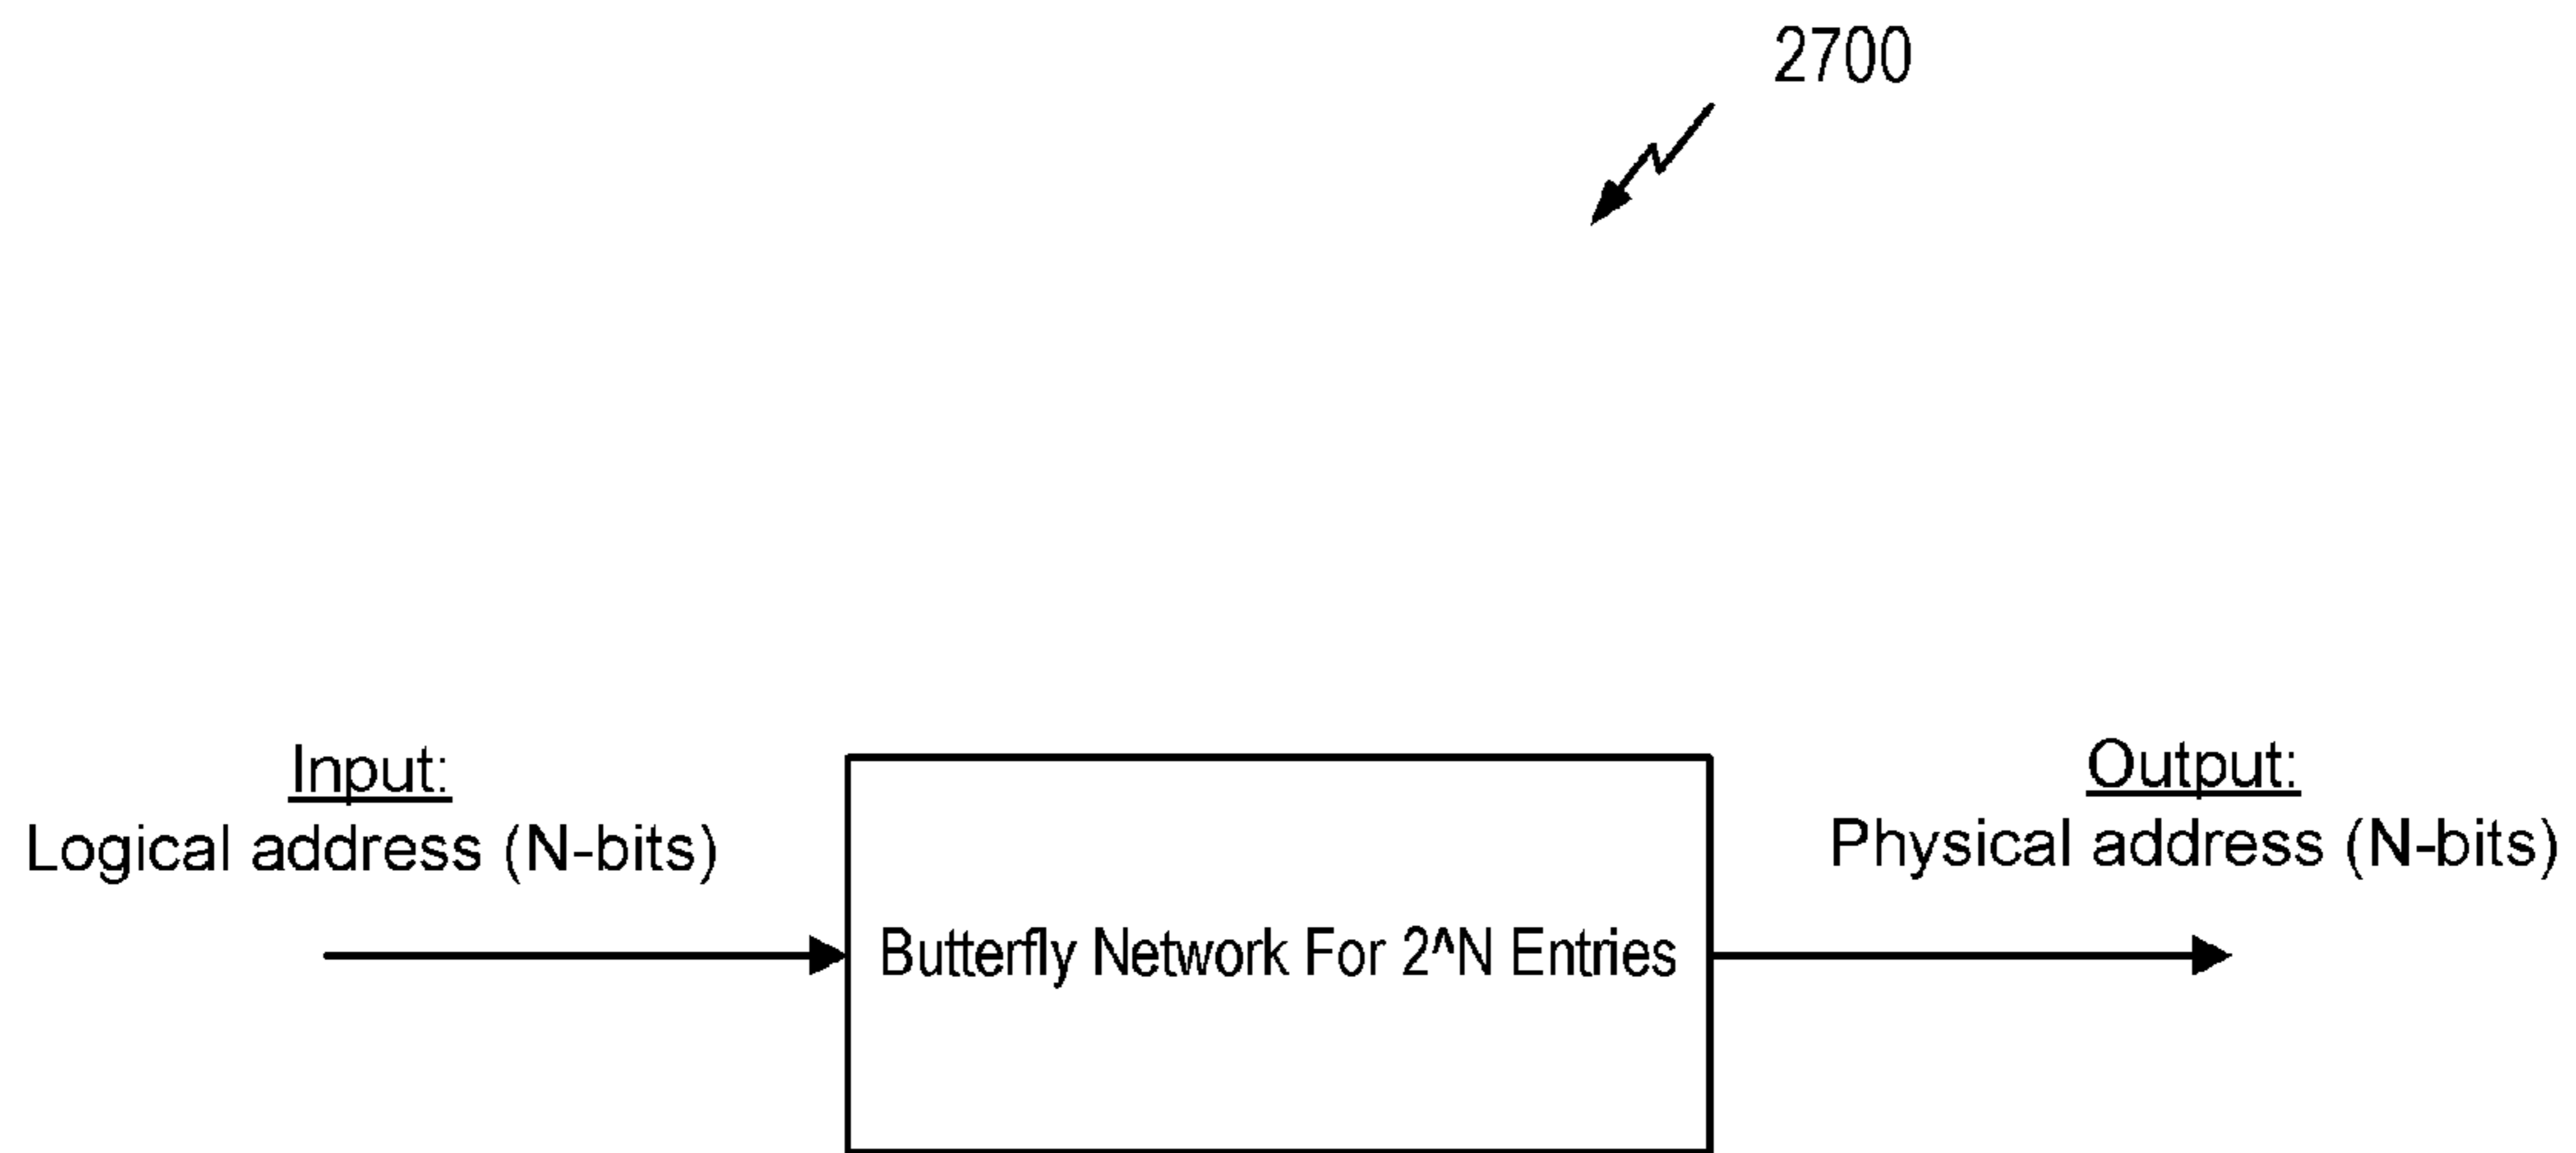 2700
Input:
Logical address (N-bits)
Butterfly Network For 2^N Entries
Output:
Physical address (N-bits)